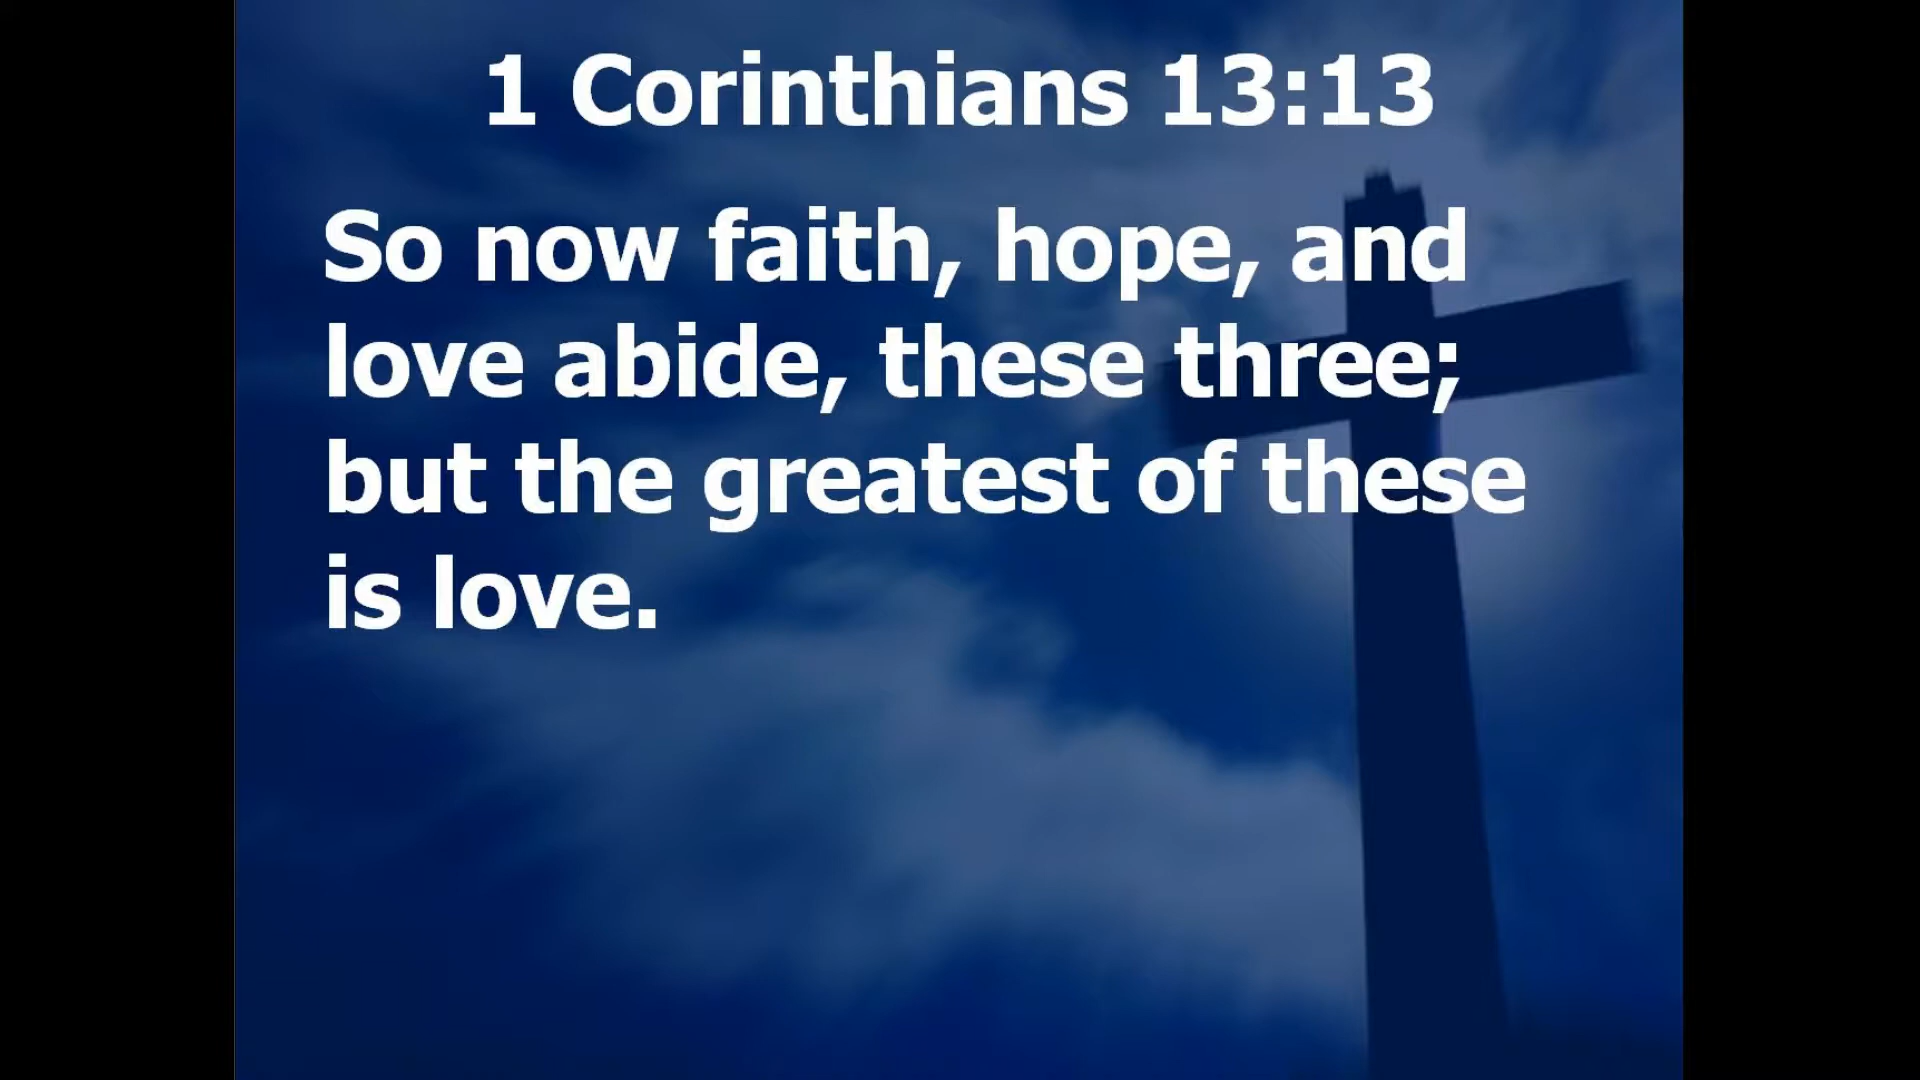 1 Corinthians 13:13
So now faith, hope, and
love abide, these three;
but the greatest of these
is love.